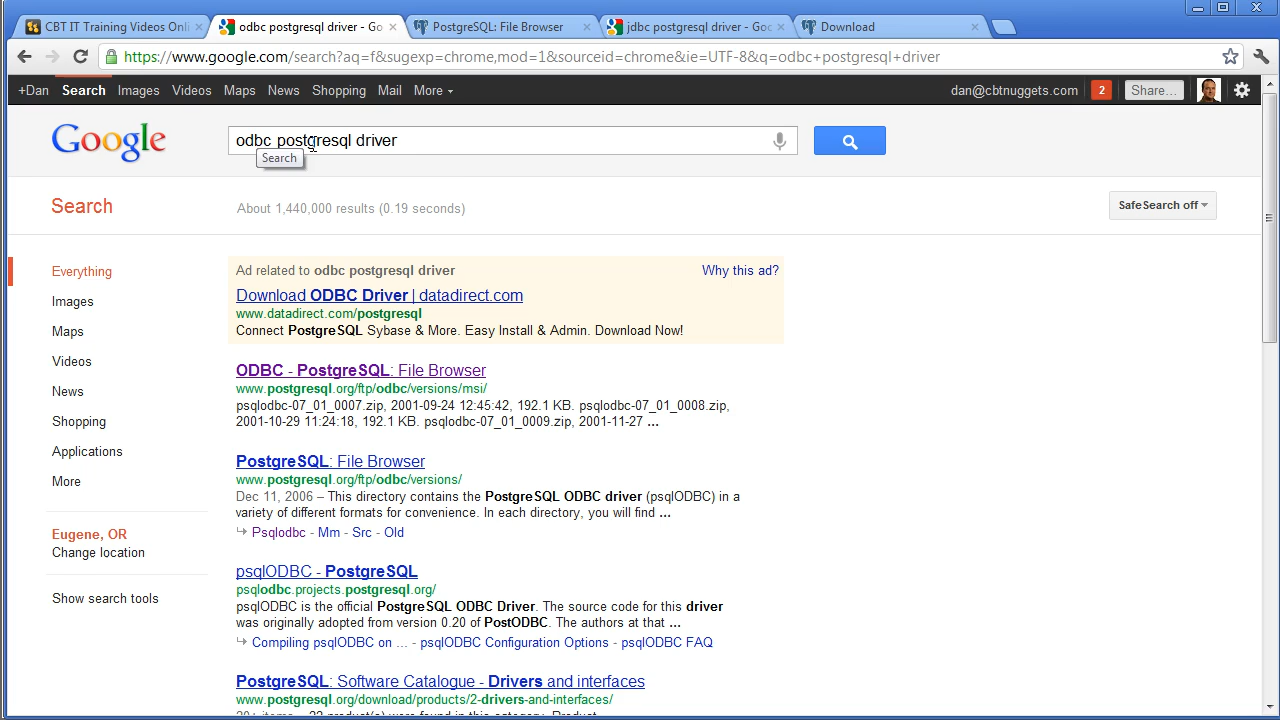 CBT IT Training Videos Onli
odbc postgresql driver - Go
PostgreSQL: File Browser
jdbc postgresql driver - Goo
Download
https://www.google.com/search?aq=f&sugexp=chrome,mod=1&sourceid=chrome&ie=UTF-8&q=odbc+postgresql+driver
+Dan Search Images Videos Maps News Shopping Mail More dan@cbtnuggets.com 2 Share...
Google
odbc postgresql driver
Search
Search
About 1,440,000 results (0.19 seconds)
SafeSearch off
Everything
Images
Maps
Videos
News
Shopping
Applications
More
Eugene, OR
Change location
Show search tools
Ad related to odbc postgresql driver
Why this ad?
Download ODBC Driver | datadirect.com
www.datadirect.com/postgresql
Connect PostgreSQL Sybase & More. Easy Install & Admin. Download Now!
ODBC - PostgreSQL: File Browser
www.postgresql.org/ftp/odbc/versions/msi/
psqlodbc-07_01_0007.zip, 2001-09-24 12:45:42, 192.1 KB. psqlodbc-07_01_0008.zip,
2001-10-29 11:24:18, 192.1 KB. psqlodbc-07_01_0009.zip, 2001-11-27 ...
PostgreSQL: File Browser
www.postgresql.org/ftp/odbc/versions/
Dec 11, 2006 – This directory contains the PostgreSQL ODBC driver (psqlODBC) in a
variety of different formats for convenience. In each directory, you will find ...
Psqlodbc - Mm - Src - Old
psqlODBC - PostgreSQL
psqlodbc.projects.postgresql.org/
psqlODBC is the official PostgreSQL ODBC Driver. The source code for this driver
was originally adopted from version 0.20 of PostODBC. The authors at that ...
Compiling psqlODBC on ... - psqlODBC Configuration Options - psqlODBC FAQ
PostgreSQL: Software Catalogue - Drivers and interfaces
www.postgresql.org/download/products/2-drivers-and-interfaces/